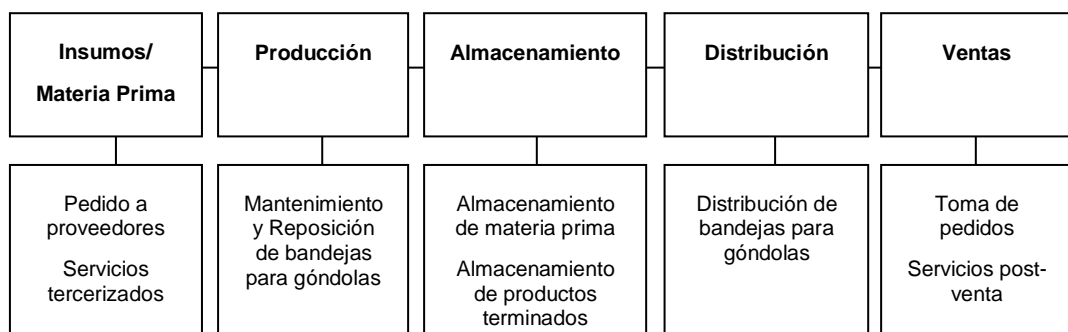 Insumos/
Materia Prima
Producción
Almacenamiento
Distribución
Ventas
Pedido a
proveedores
Servicios
tercerizados
Mantenimiento
y Reposición
de bandejas
para góndolas
Almacenamiento
de materia prima
Almacenamiento
de productos
terminados
Distribución de
bandejas para
góndolas
Toma de
pedidos
Servicios post-
venta